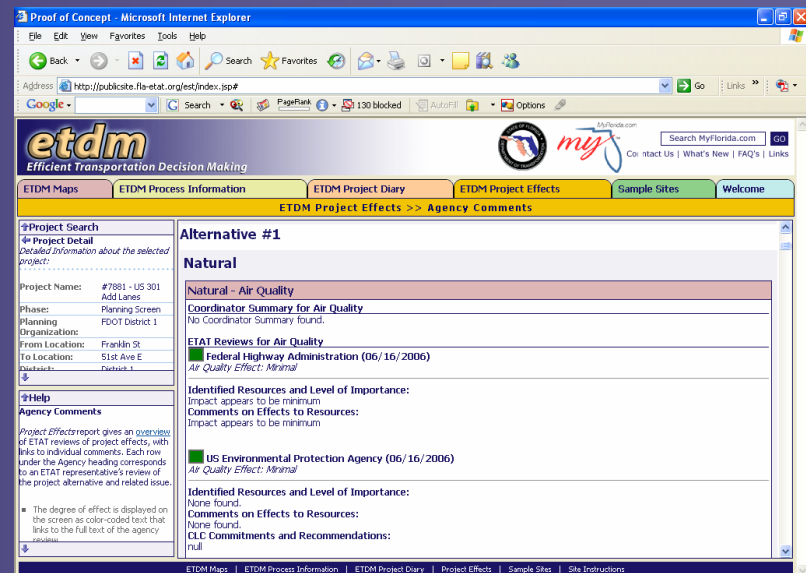 Proof of Concept - Microsoft Internet Explorer
File Edit View Favorites Tools Help
Back Search Favorites
Address http://publicsite.fla-etat.org/est/index.jsp# Go Links »
Google Search PageRank 130 blocked AutoFill Options
etdm
Efficient Transportation Decision Making
MyFlorida.com
my
Search MyFlorida.com GO
Contact Us | What's New | FAQ's | Links
ETDM Maps ETDM Process Information ETDM Project Diary ETDM Project Effects Sample Sites Welcome
ETDM Project Effects >> Agency Comments
Project Search
Project Detail
Detailed Information about the selected
project:
Project Name: #7881 - US 301
Add Lanes
Phase: Planning Screen
Planning Organization: FDOT District 1
From Location: Franklin St
To Location: 51st Ave E
District: District 1
Help
Agency Comments
Project Effects report gives an overview
of ETAT reviews of project effects, with
links to individual comments. Each row
under the Agency heading corresponds
to an ETAT representative's review of
the project alternative and related issue.
The degree of effect is displayed on
the screen as color-coded text that
links to the full text of the agency
review
Alternative #1
Natural
Natural - Air Quality
Coordinator Summary for Air Quality
No Coordinator Summary found.
ETAT Reviews for Air Quality
Federal Highway Administration (06/16/2006)
Air Quality Effect: Minimal
Identified Resources and Level of Importance:
Impact appears to be minimum
Comments on Effects to Resources:
Impact appears to be minimum
US Environmental Protection Agency (06/16/2006)
Air Quality Effect: Minimal
Identified Resources and Level of Importance:
None found.
Comments on Effects to Resources:
None found.
CLC Commitments and Recommendations:
null
ETDM Maps | ETDM Process Information | ETDM Project Diary | Project Effects | Sample Sites | Site Instructions